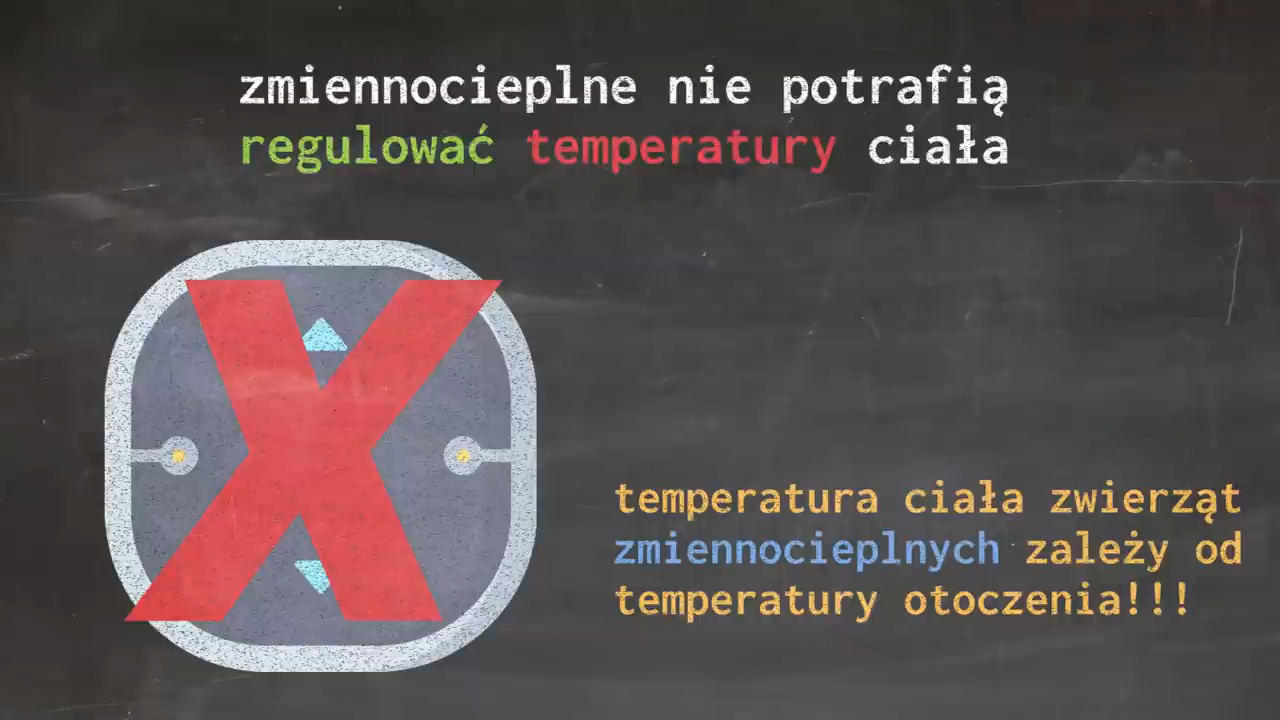 zmiennocieplne nie potrafią
regulować temperatury ciała
temperatura ciała zwierząt
zmiennocieplnych zależy od
temperatury otoczenia!!!